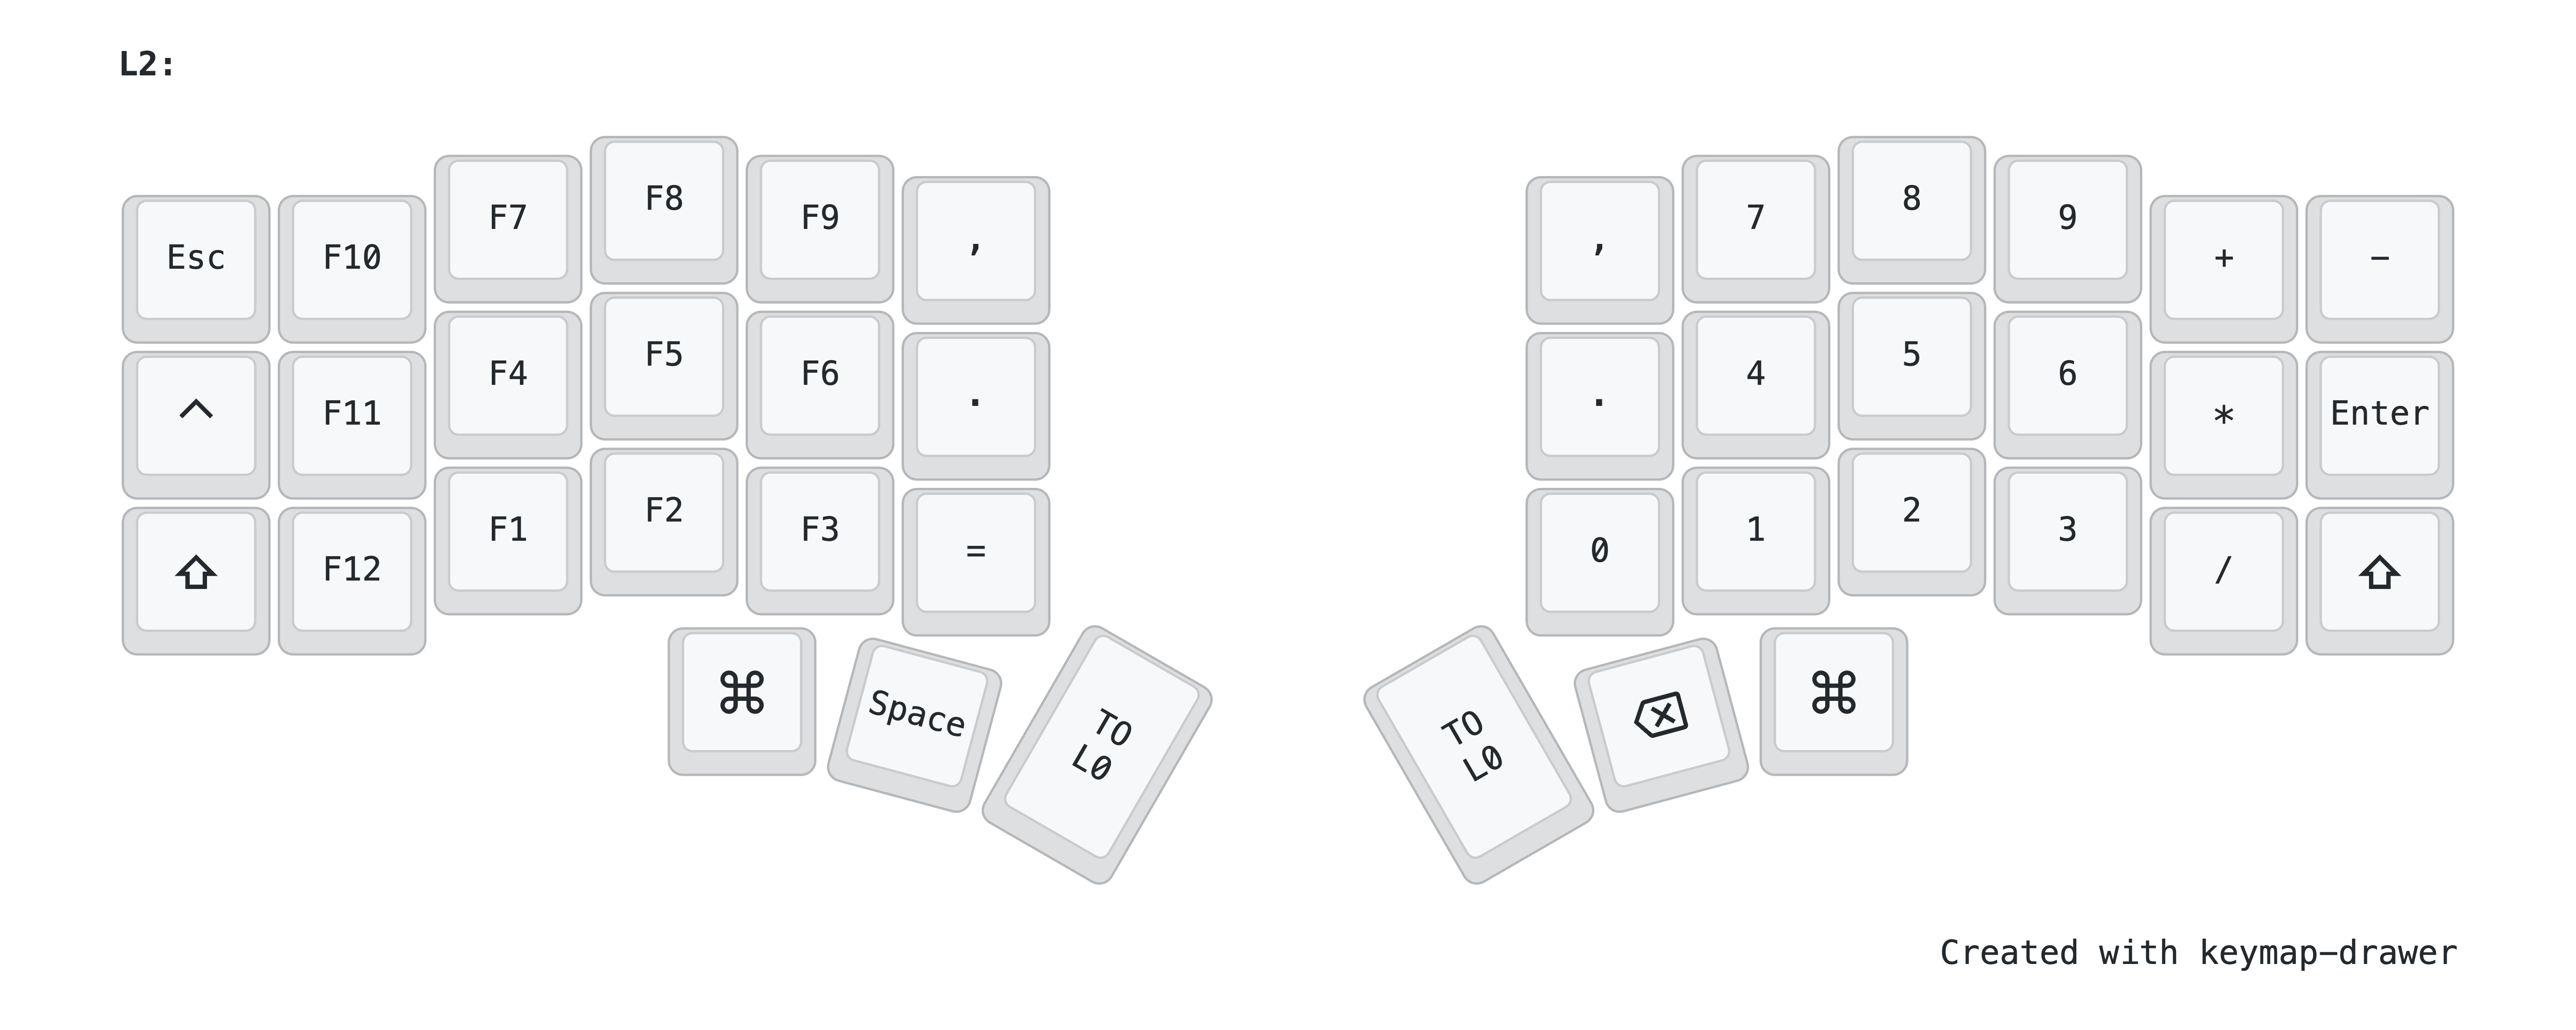 L2:
Esc F10 F7 F8 F9 , , 7 8 9 + -
^ F11 F4 F5 F6 . . 4 5 6 * Enter
⇧ F12 F1 F2 F3 = 0 1 2 3 / ⇧
⌘ Space TO L0 TO L0 ⌫ ⌘
Created with keymap-drawer